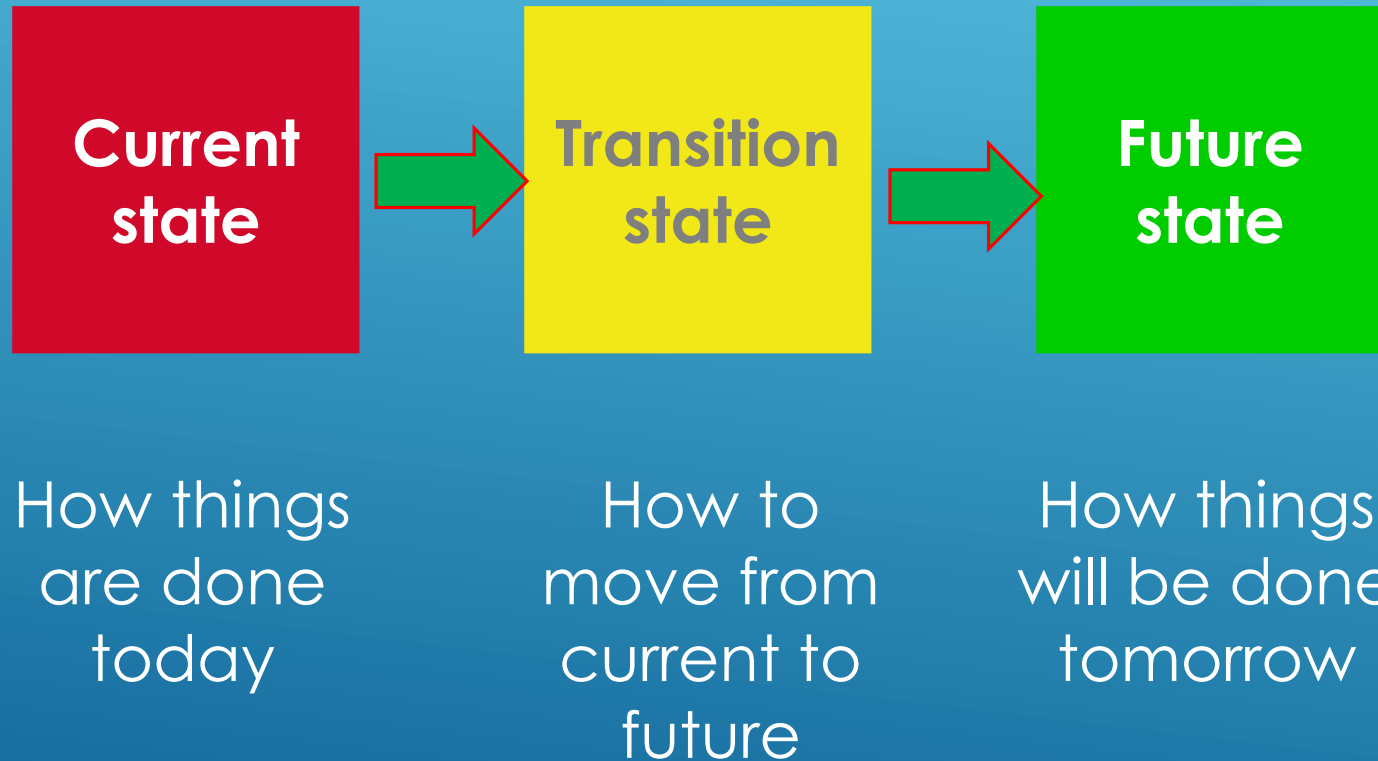 Current
state
Transition
state
Future
state
How things
are done
today
How to
move from
current to
future
How things
will be done
tomorrow